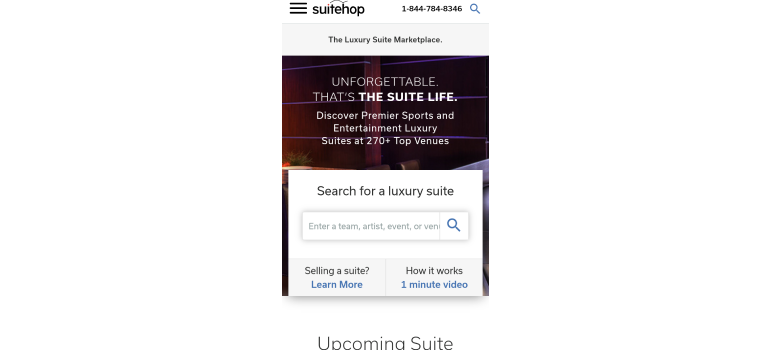 suitehop
1-844-784-8346
The Luxury Suite Marketplace.
UNFORGETTABLE.
THAT'S THE SUITE LIFE.
Discover Premier Sports and
Entertainment Luxury
Suites at 270+ Top Venues
Search for a luxury suite
Enter a team, artist, event, or venu
Selling a suite?
Learn More
How it works
1 minute video
Upcoming Suite